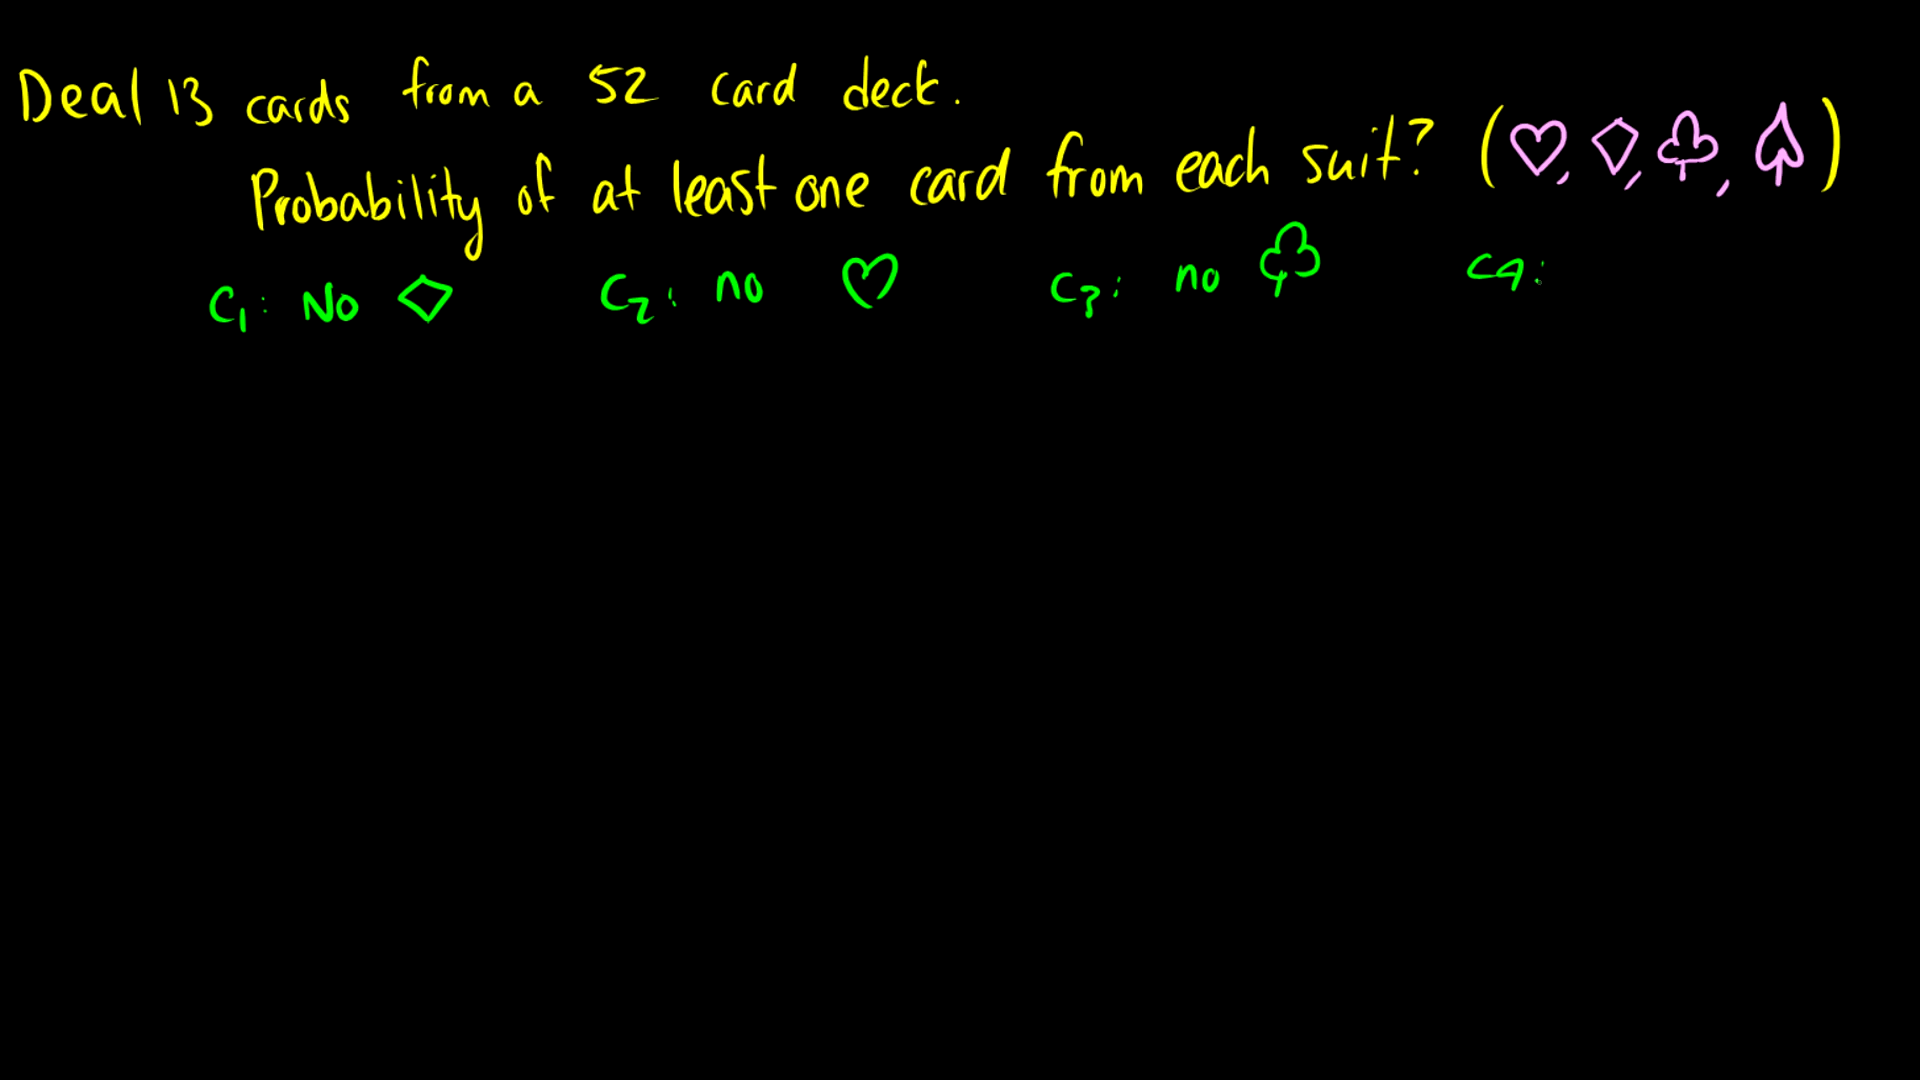 Deal 13 cards from a 52 card deck.
Probability of at least one card from each suit? (♡, ◇, ♧, ♤)
C₁: No ◇ C₂: no ♡ C₃: no ♧ C4: